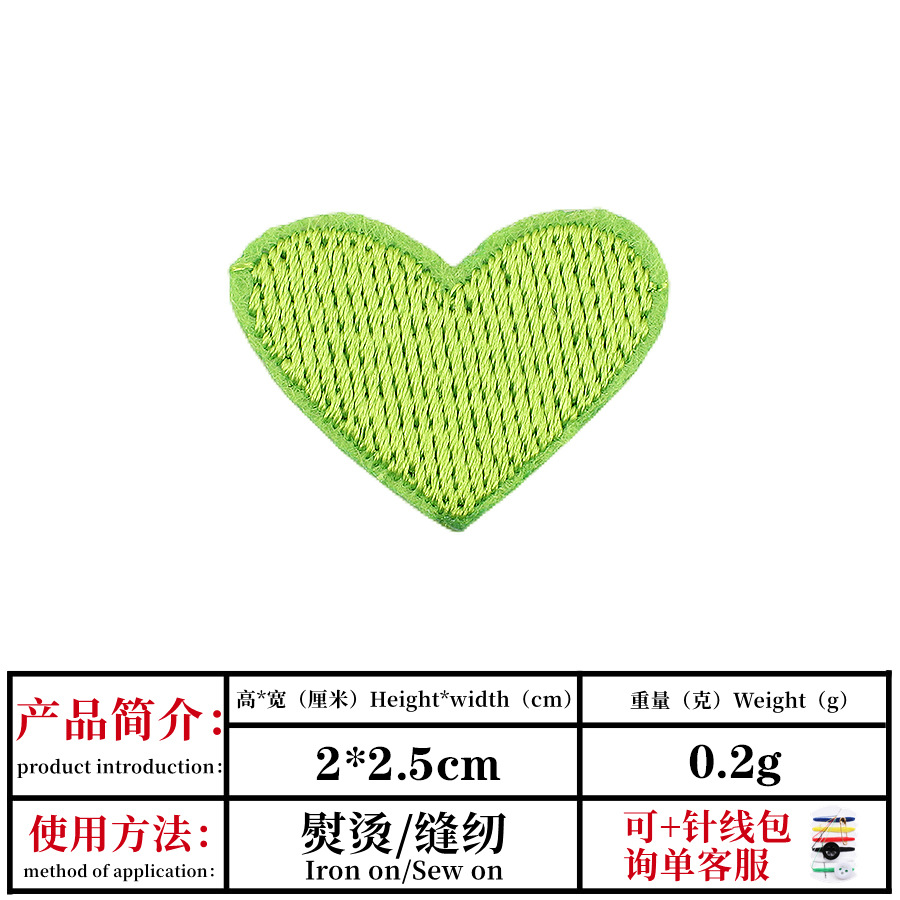 产品简介：
product introduction:
高*宽（厘米）Height*width（cm）
重量（克）Weight（g）
2*2.5cm
0.2g
使用方法：
method of application:
熨烫/缝纫
Iron on/Sew on
可+针线包
询单客服